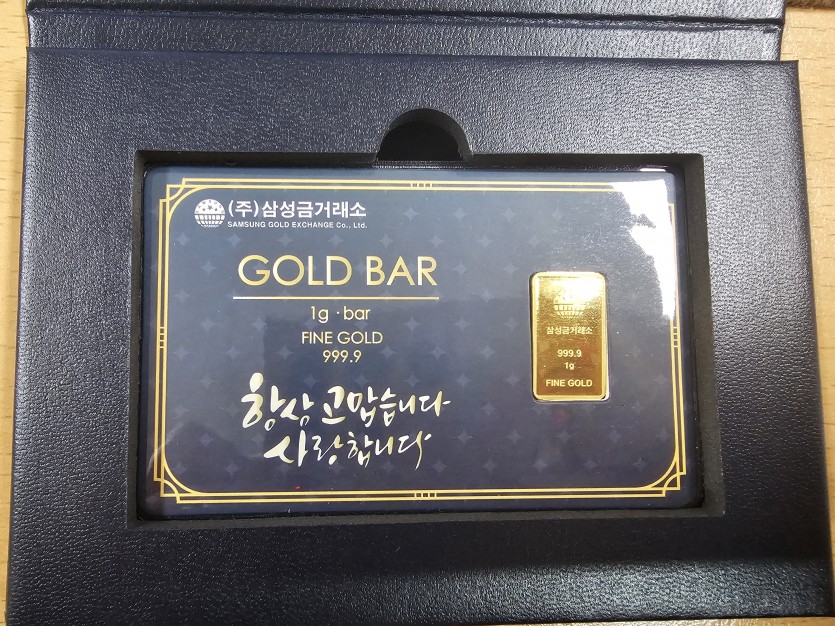 (주)삼성금거래소
SAMSUNG GOLD EXCHANGE Co., Ltd.
GOLD BAR
1g · bar
FINE GOLD
999.9
항상 고맙습니다
사랑합니다
삼성금거래소
999.9
1g
FINE GOLD